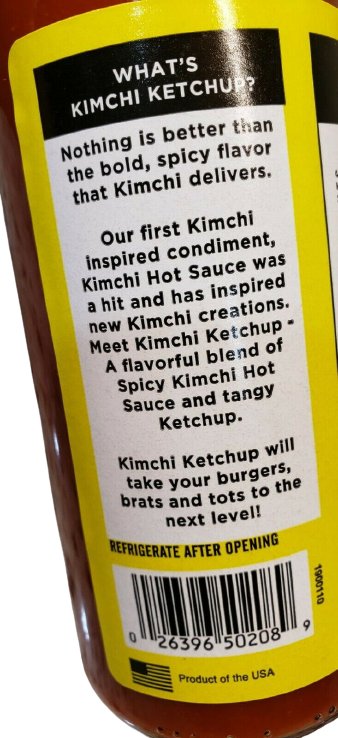 WHAT'S
KIMCHI KETCHUP?
Nothing is better than
the bold, spicy flavor
that Kimchi delivers.
Our first Kimchi
inspired condiment,
Kimchi Hot Sauce was
a hit and has inspired
new Kimchi creations.
Meet Kimchi Ketchup -
A flavorful blend of
Spicy Kimchi Hot
Sauce and tangy
Ketchup.
Kimchi Ketchup will
take your burgers,
brats and tots to the
next level!
REFRIGERATE AFTER OPENING
1900110
0 26396 50208 9
Product of the USA